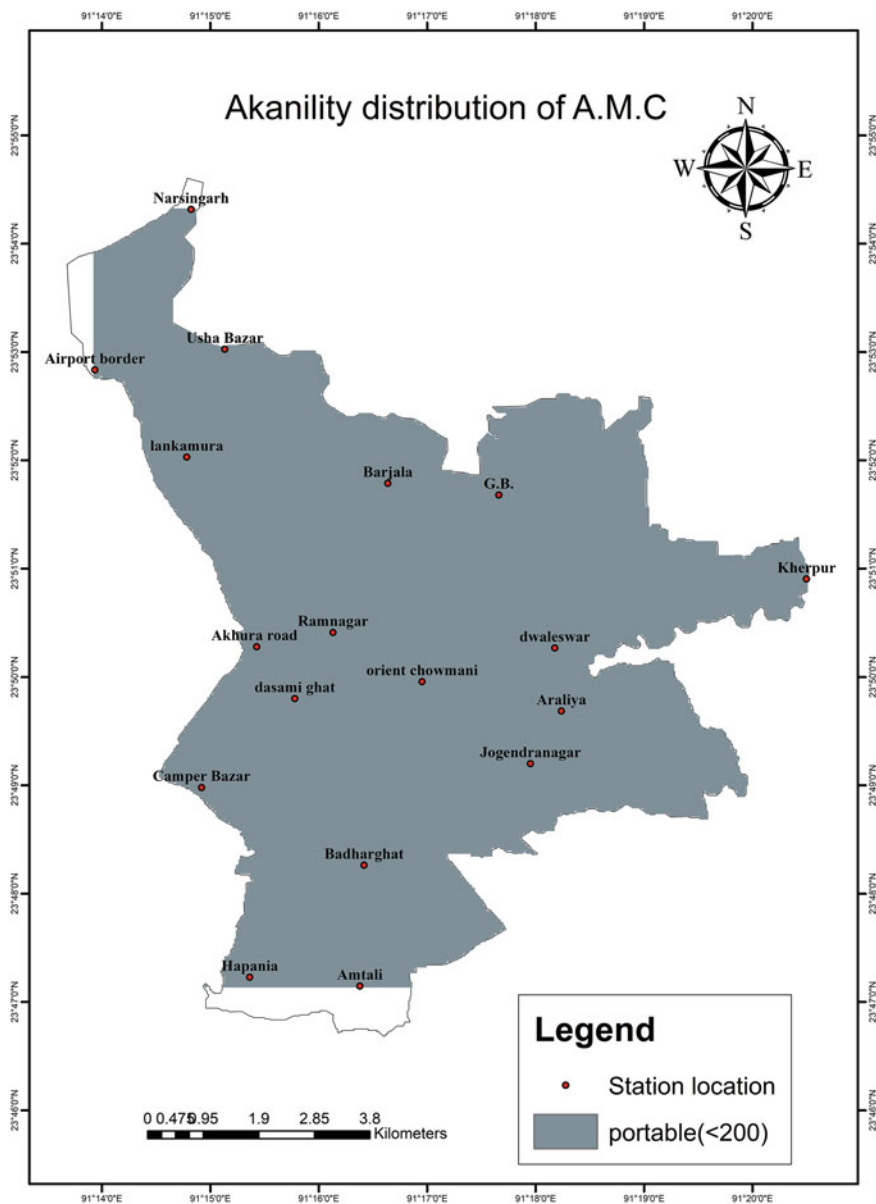 91°14'0"E 91°15'0"E 91°16'0"E 91°17'0"E 91°18'0"E 91°19'0"E 91°20'0"E
Akanility distribution of A.M.C
N
W E
S
23°55'0"N 23°55'0"N
Narsingarh
23°54'0"N 23°54'0"N
Usha Bazar
23°53'0"N 23°53'0"N
Airport border
lankamura
23°52'0"N 23°52'0"N
Barjala
G.B.
23°51'0"N 23°51'0"N
Kherpur
Ramnagar
Akhura road
dwaleswar
23°50'0"N 23°50'0"N
orient chowmani
dasami ghat
Araliya
Jogendranagar
23°49'0"N 23°49'0"N
Camper Bazar
Badharghat
23°48'0"N 23°48'0"N
Hapania
Amtali
23°47'0"N 23°47'0"N
Legend
Station location
portable(<200)
23°46'0"N 23°46'0"N
0 0.475 0.95 1.9 2.85 3.8
Kilometers
91°14'0"E 91°15'0"E 91°16'0"E 91°17'0"E 91°18'0"E 91°19'0"E 91°20'0"E